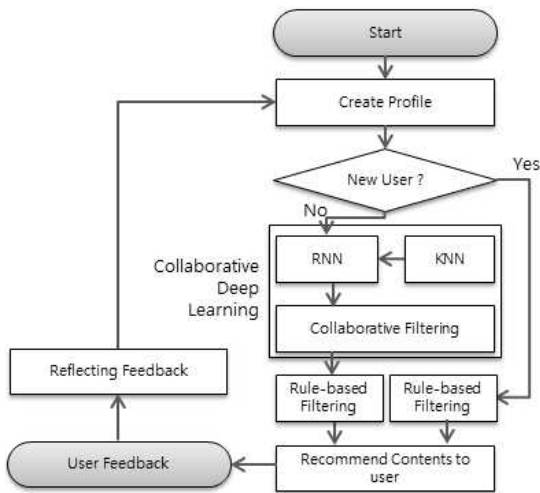 Start
Create Profile
New User ?
Yes
No
Collaborative
Deep
Learning
RNN
KNN
Collaborative Filtering
Reflecting Feedback
Rule-based
Filtering
Rule-based
Filtering
User Feedback
Recommend Contents to
user